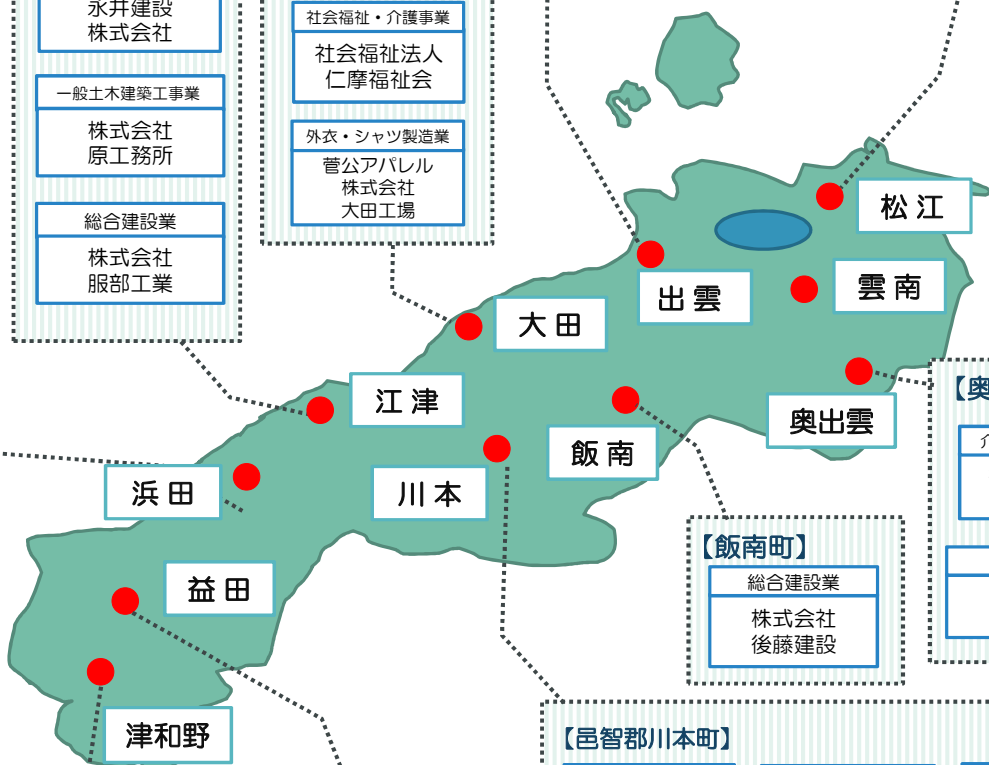 永井建設
株式会社
一般土木建築工事業
株式会社
原工務所
総合建設業
株式会社
服部工業
社会福祉・介護事業
社会福祉法人
仁摩福祉会
外衣・シャツ製造業
菅公アパレル
株式会社
大田工場
松江
出雲
雲南
大田
江津
奥出雲
飯南
川本
浜田
益田
津和野
【飯南町】
総合建設業
株式会社
後藤建設
【奥
【邑智郡川本町】